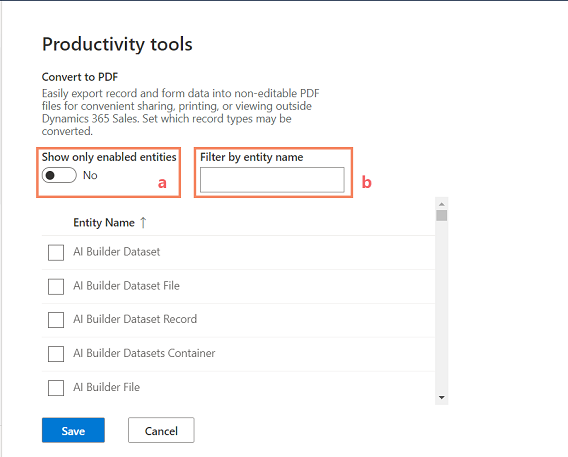 Productivity tools
Convert to PDF
Easily export record and form data into non-editable PDF
files for convenient sharing, printing, or viewing outside
Dynamics 365 Sales. Set which record types may be
converted.
Show only enabled entities
No
a
Filter by entity name
b
Entity Name ↑
AI Builder Dataset
AI Builder Dataset File
AI Builder Dataset Record
AI Builder Datasets Container
AI Builder File
Save
Cancel